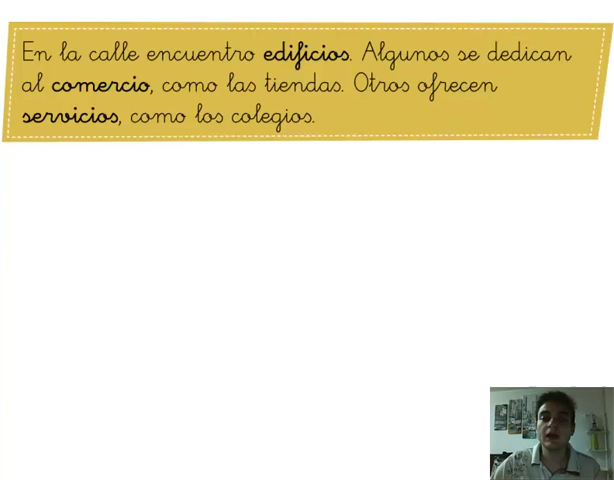 En la calle encuentro edificios. Algunos se dedican
al comercio, como las tiendas. Otros ofrecen
servicios, como los colegios.